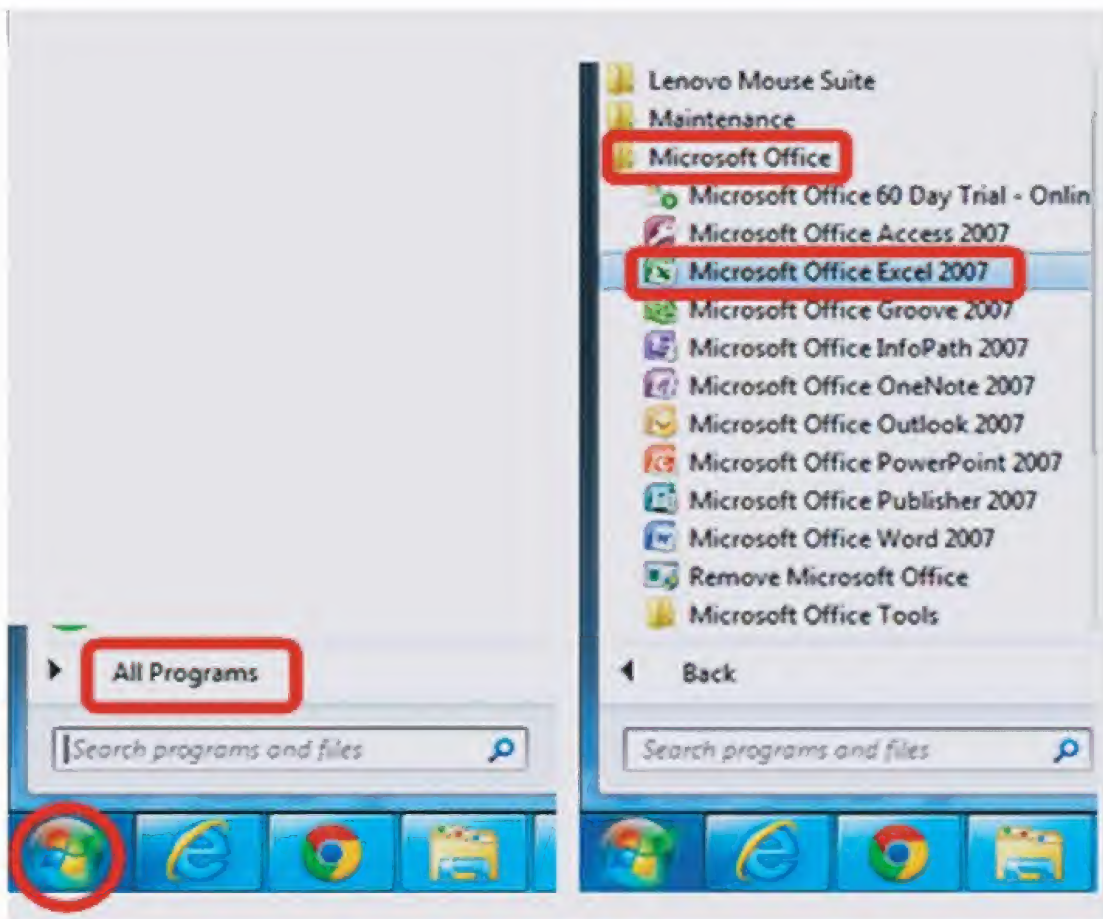 All Programs
Search programs and files
Lenovo Mouse Suite
Maintenance
Microsoft Office
Microsoft Office 60 Day Trial - Onlin
Microsoft Office Access 2007
Microsoft Office Excel 2007
Microsoft Office Groove 2007
Microsoft Office InfoPath 2007
Microsoft Office OneNote 2007
Microsoft Office Outlook 2007
Microsoft Office PowerPoint 2007
Microsoft Office Publisher 2007
Microsoft Office Word 2007
Remove Microsoft Office
Microsoft Office Tools
Back
Search programs and files